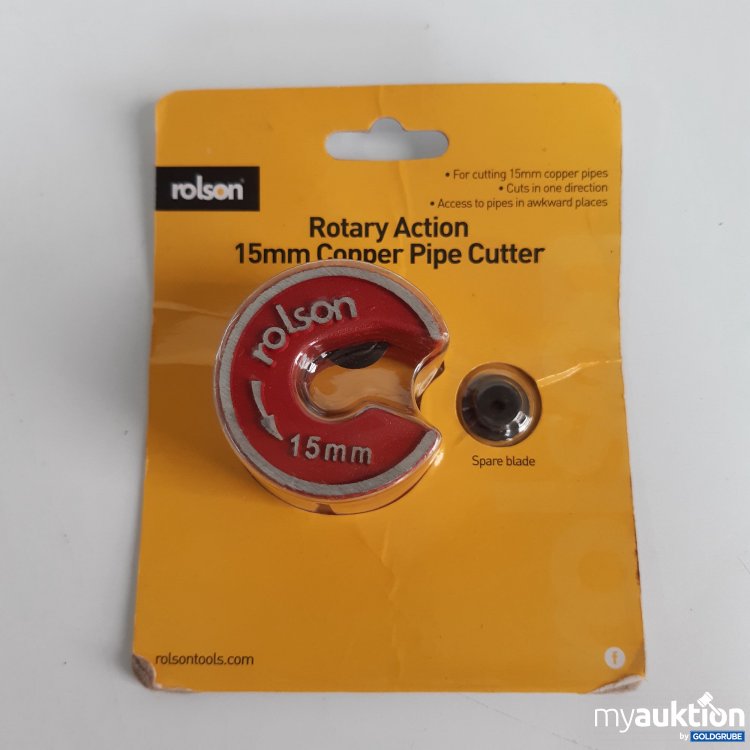 rolson®
• For cutting 15mm copper pipes
• Cuts in one direction
• Access to pipes in awkward places
Rotary Action
15mm Copper Pipe Cutter
rolson
15mm
Spare blade
rolsontools.com
f
myauktion
by GOLDGRUBE